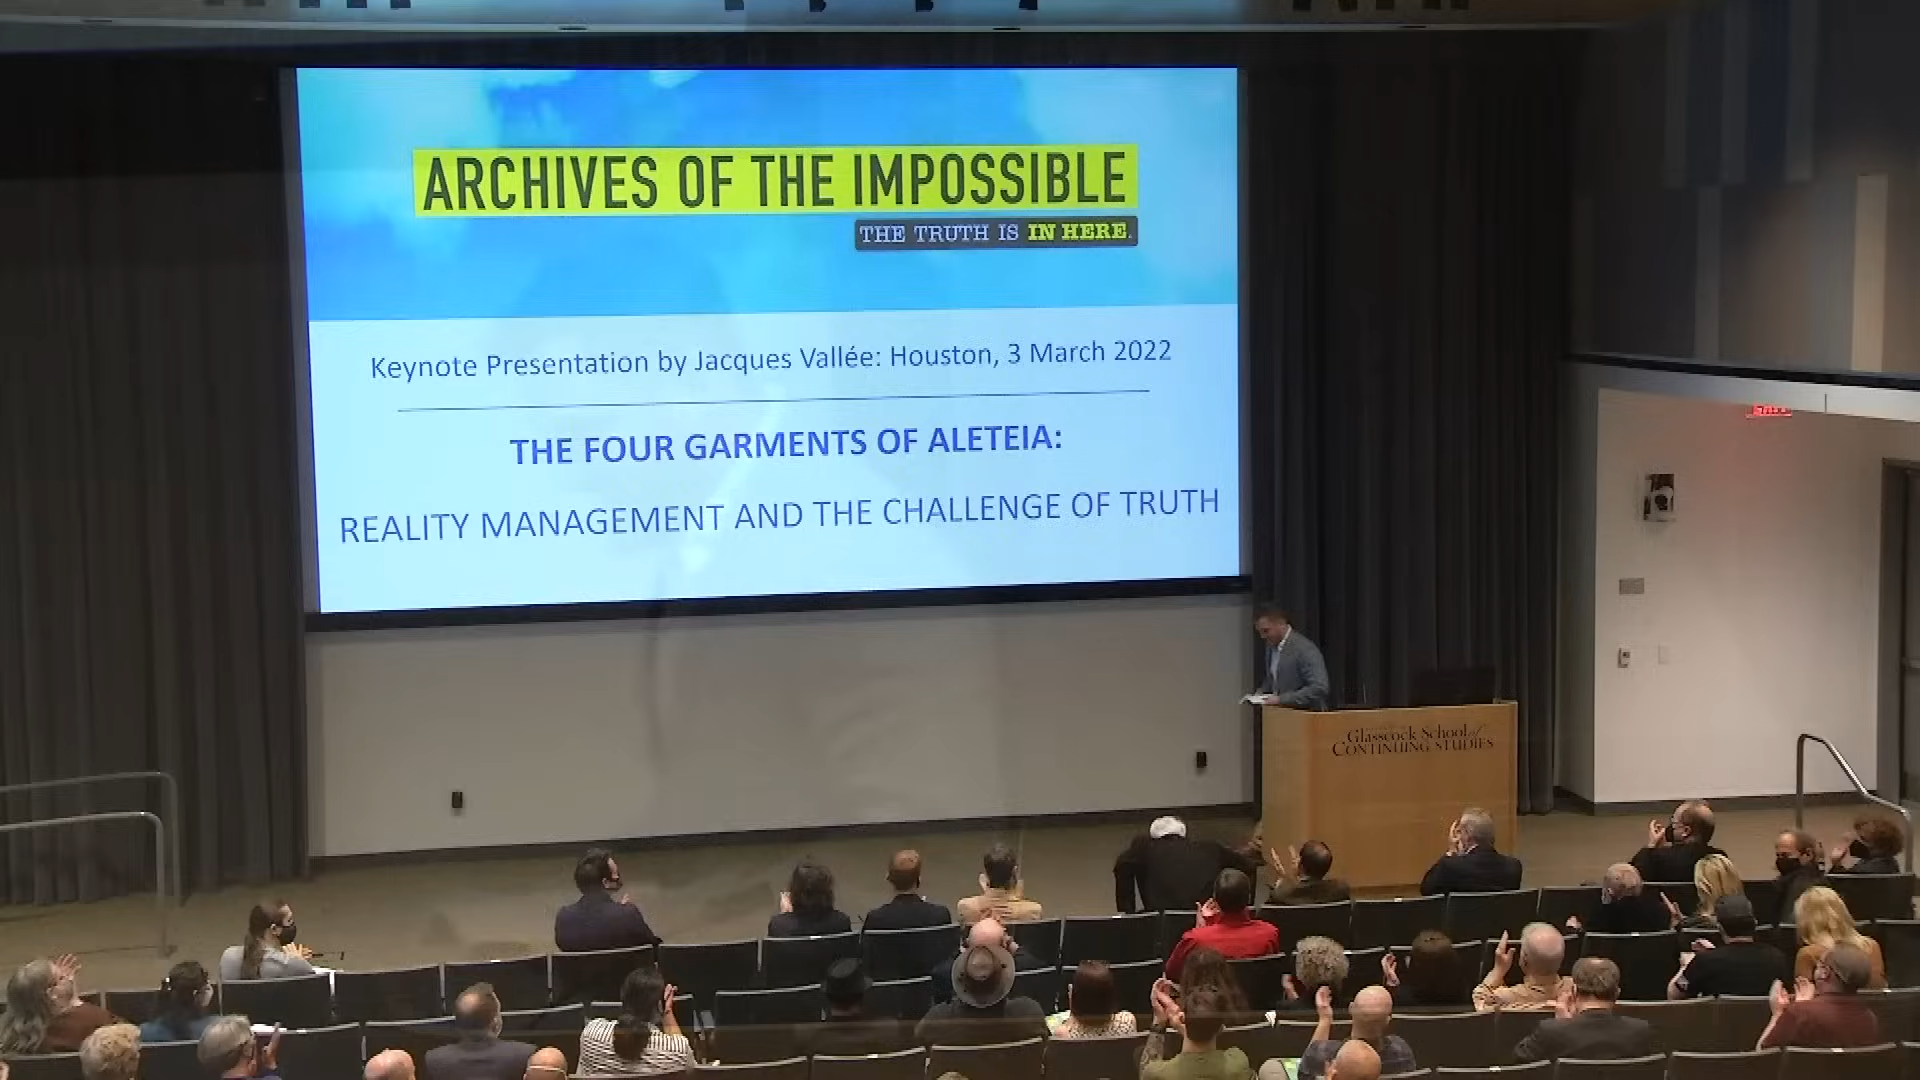 ARCHIVES OF THE IMPOSSIBLE
THE TRUTH IS IN HERE.
Keynote Presentation by Jacques Vallée: Houston, 3 March 2022
THE FOUR GARMENTS OF ALETEIA:
REALITY MANAGEMENT AND THE CHALLENGE OF TRUTH
EXIT
Glasscock School of
CONTINUING STUDIES